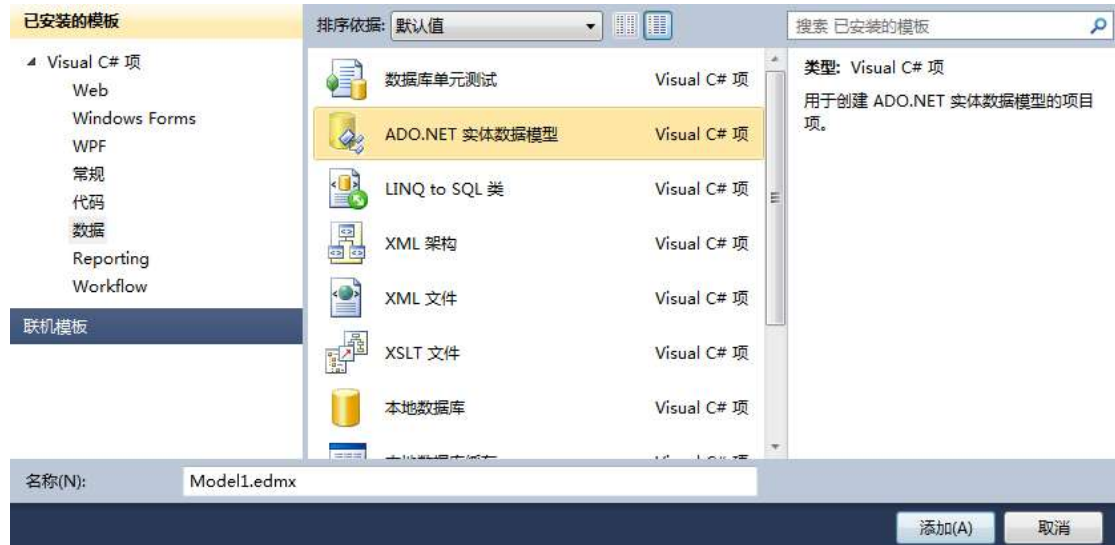 已安装的模板
排序依据: 默认值
搜索 已安装的模板
Visual C# 项
Web
Windows Forms
WPF
常规
代码
数据
Reporting
Workflow
联机模板
数据库单元测试 Visual C# 项
ADO.NET 实体数据模型 Visual C# 项
LINQ to SQL 类 Visual C# 项
XML 架构 Visual C# 项
XML 文件 Visual C# 项
XSLT 文件 Visual C# 项
本地数据库 Visual C# 项
类型: Visual C# 项
用于创建 ADO.NET 实体数据模型的项目
项。
名称(N): Model1.edmx
添加(A) 取消